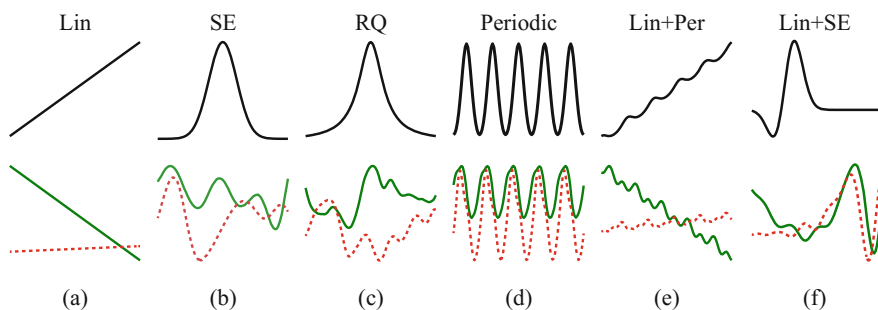 Lin SE RQ Periodic Lin+Per Lin+SE
(a) (b) (c) (d) (e) (f)